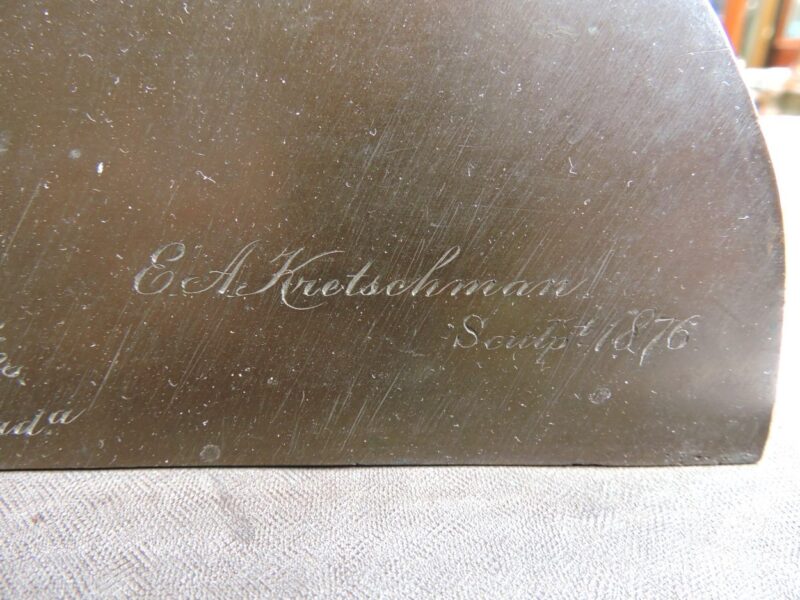 E. A. Kretschman
Sculpt. 1876